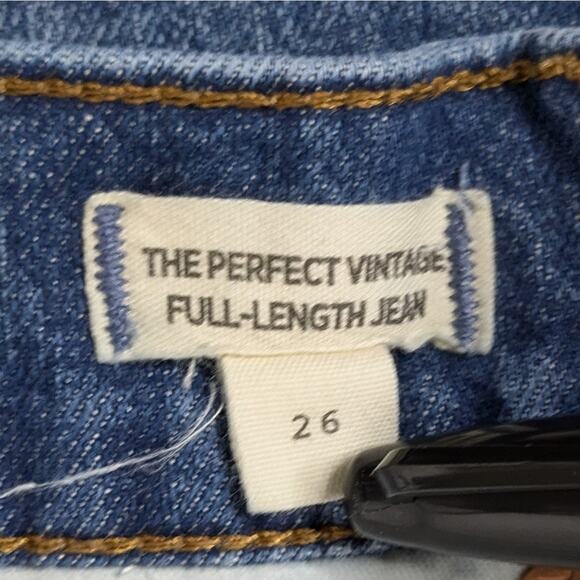 THE PERFECT VINTAGE
FULL-LENGTH JEAN
26